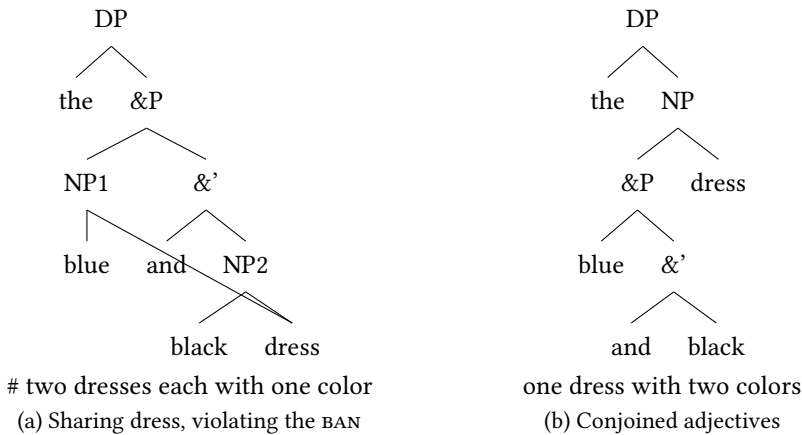 DP DP
the &P the NP
NP1 &’ &P dress
blue and NP2 blue &’
black dress and black
# two dresses each with one color one dress with two colors
(a) Sharing dress, violating the BAN (b) Conjoined adjectives